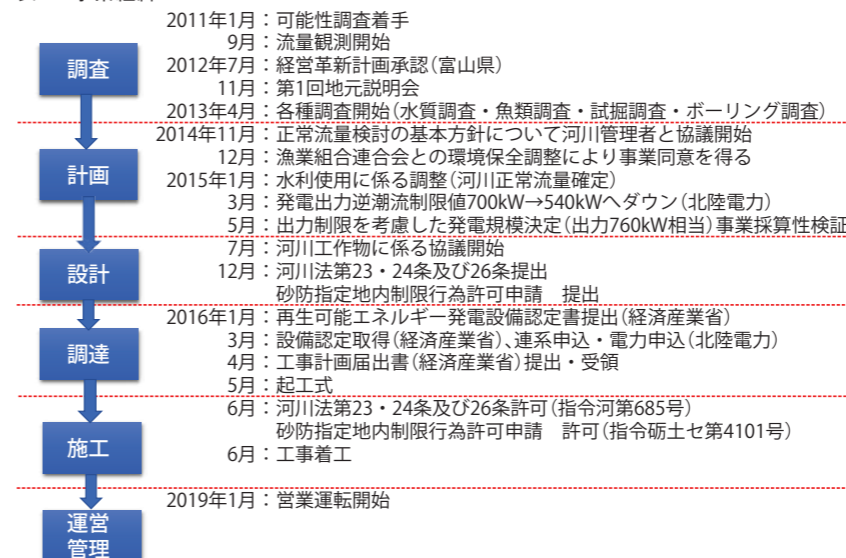 2011年1月：可能性調査着手
9月：流量観測開始
調査
2012年7月：経営革新計画承認（富山県）
11月：第1回地元説明会
2013年4月：各種調査開始（水質調査・魚類調査・試掘調査・ボーリング調査）
2014年11月：正常流量検討の基本方針について河川管理者と協議開始
12月：漁業組合連合会との環境保全調整により事業同意を得る
計画
2015年1月：水利使用に係る調整（河川正常流量確定）
3月：発電出力逆潮流制限値700kW→540kWへダウン（北陸電力）
5月：出力制限を考慮した発電規模決定（出力760kW相当）事業採算性検証
7月：河川工作物に係る協議開始
設計
12月：河川法第23・24条及び26条提出
砂防指定地内制限行為許可申請　提出
2016年1月：再生可能エネルギー発電設備認定書提出（経済産業省）
調達
3月：設備認定取得（経済産業省）、連系申込・電力申込（北陸電力）
4月：工事計画届出書（経済産業省）提出・受領
5月：起工式
6月：河川法第23・24条及び26条許可（指令河第685号）
砂防指定地内制限行為許可申請　許可（指令砺土セ第4101号）
施工
6月：工事着工
2019年1月：営業運転開始
運営
管理